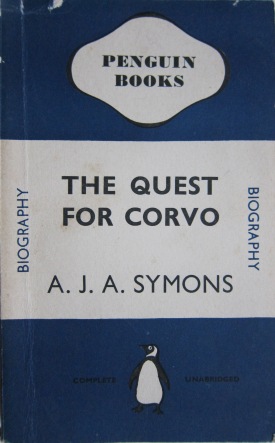 PENGUIN
BOOKS
BIOGRAPHY
THE QUEST
FOR CORVO
A. J. A. SYMONS
BIOGRAPHY
COMPLETE UNABRIDGED